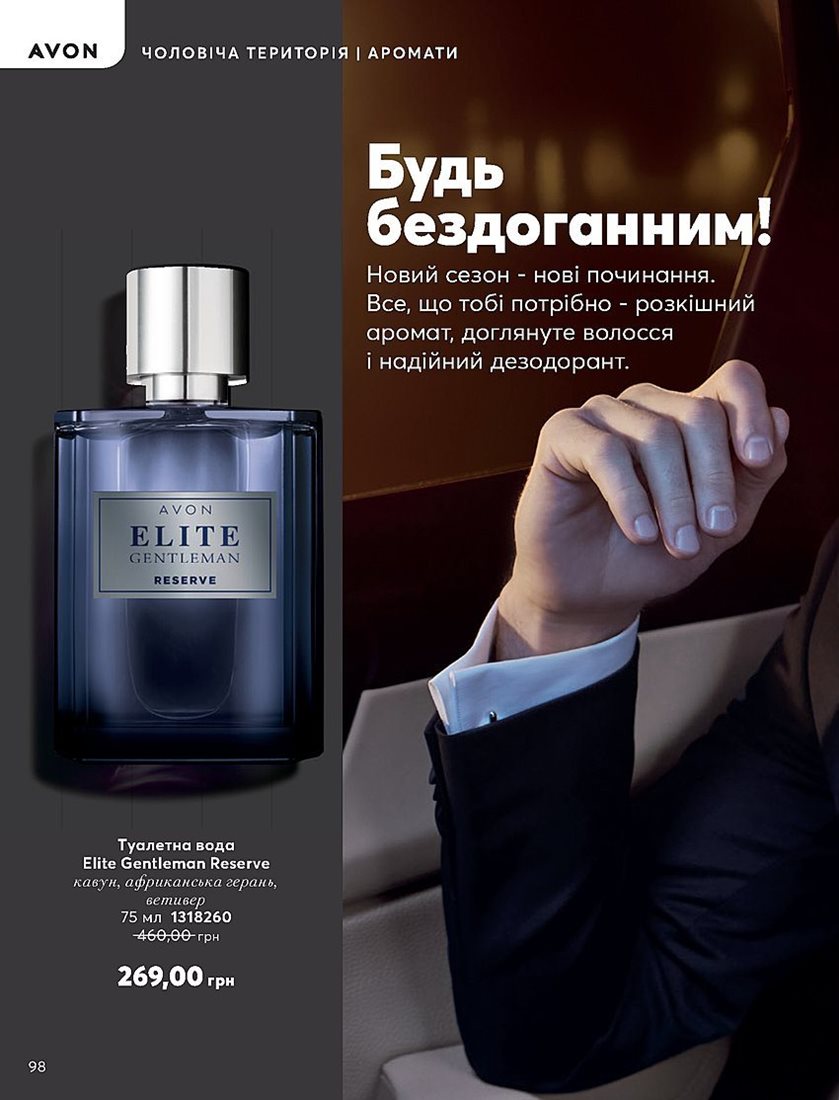 AVON
ЧОЛОВІЧА ТЕРИТОРІЯ | АРОМАТИ
Будь
бездоганним!
Новий сезон - нові починання.
Все, що тобі потрібно - розкішний
аромат, доглянуте волосся
і надійний дезодорант.
AVON
ELITE
GENTLEMAN
RESERVE
Туалетна вода
Elite Gentleman Reserve
кавун, африканська герань,
ветивер
75 мл 1318260
460,00 грн
269,00 грн
98